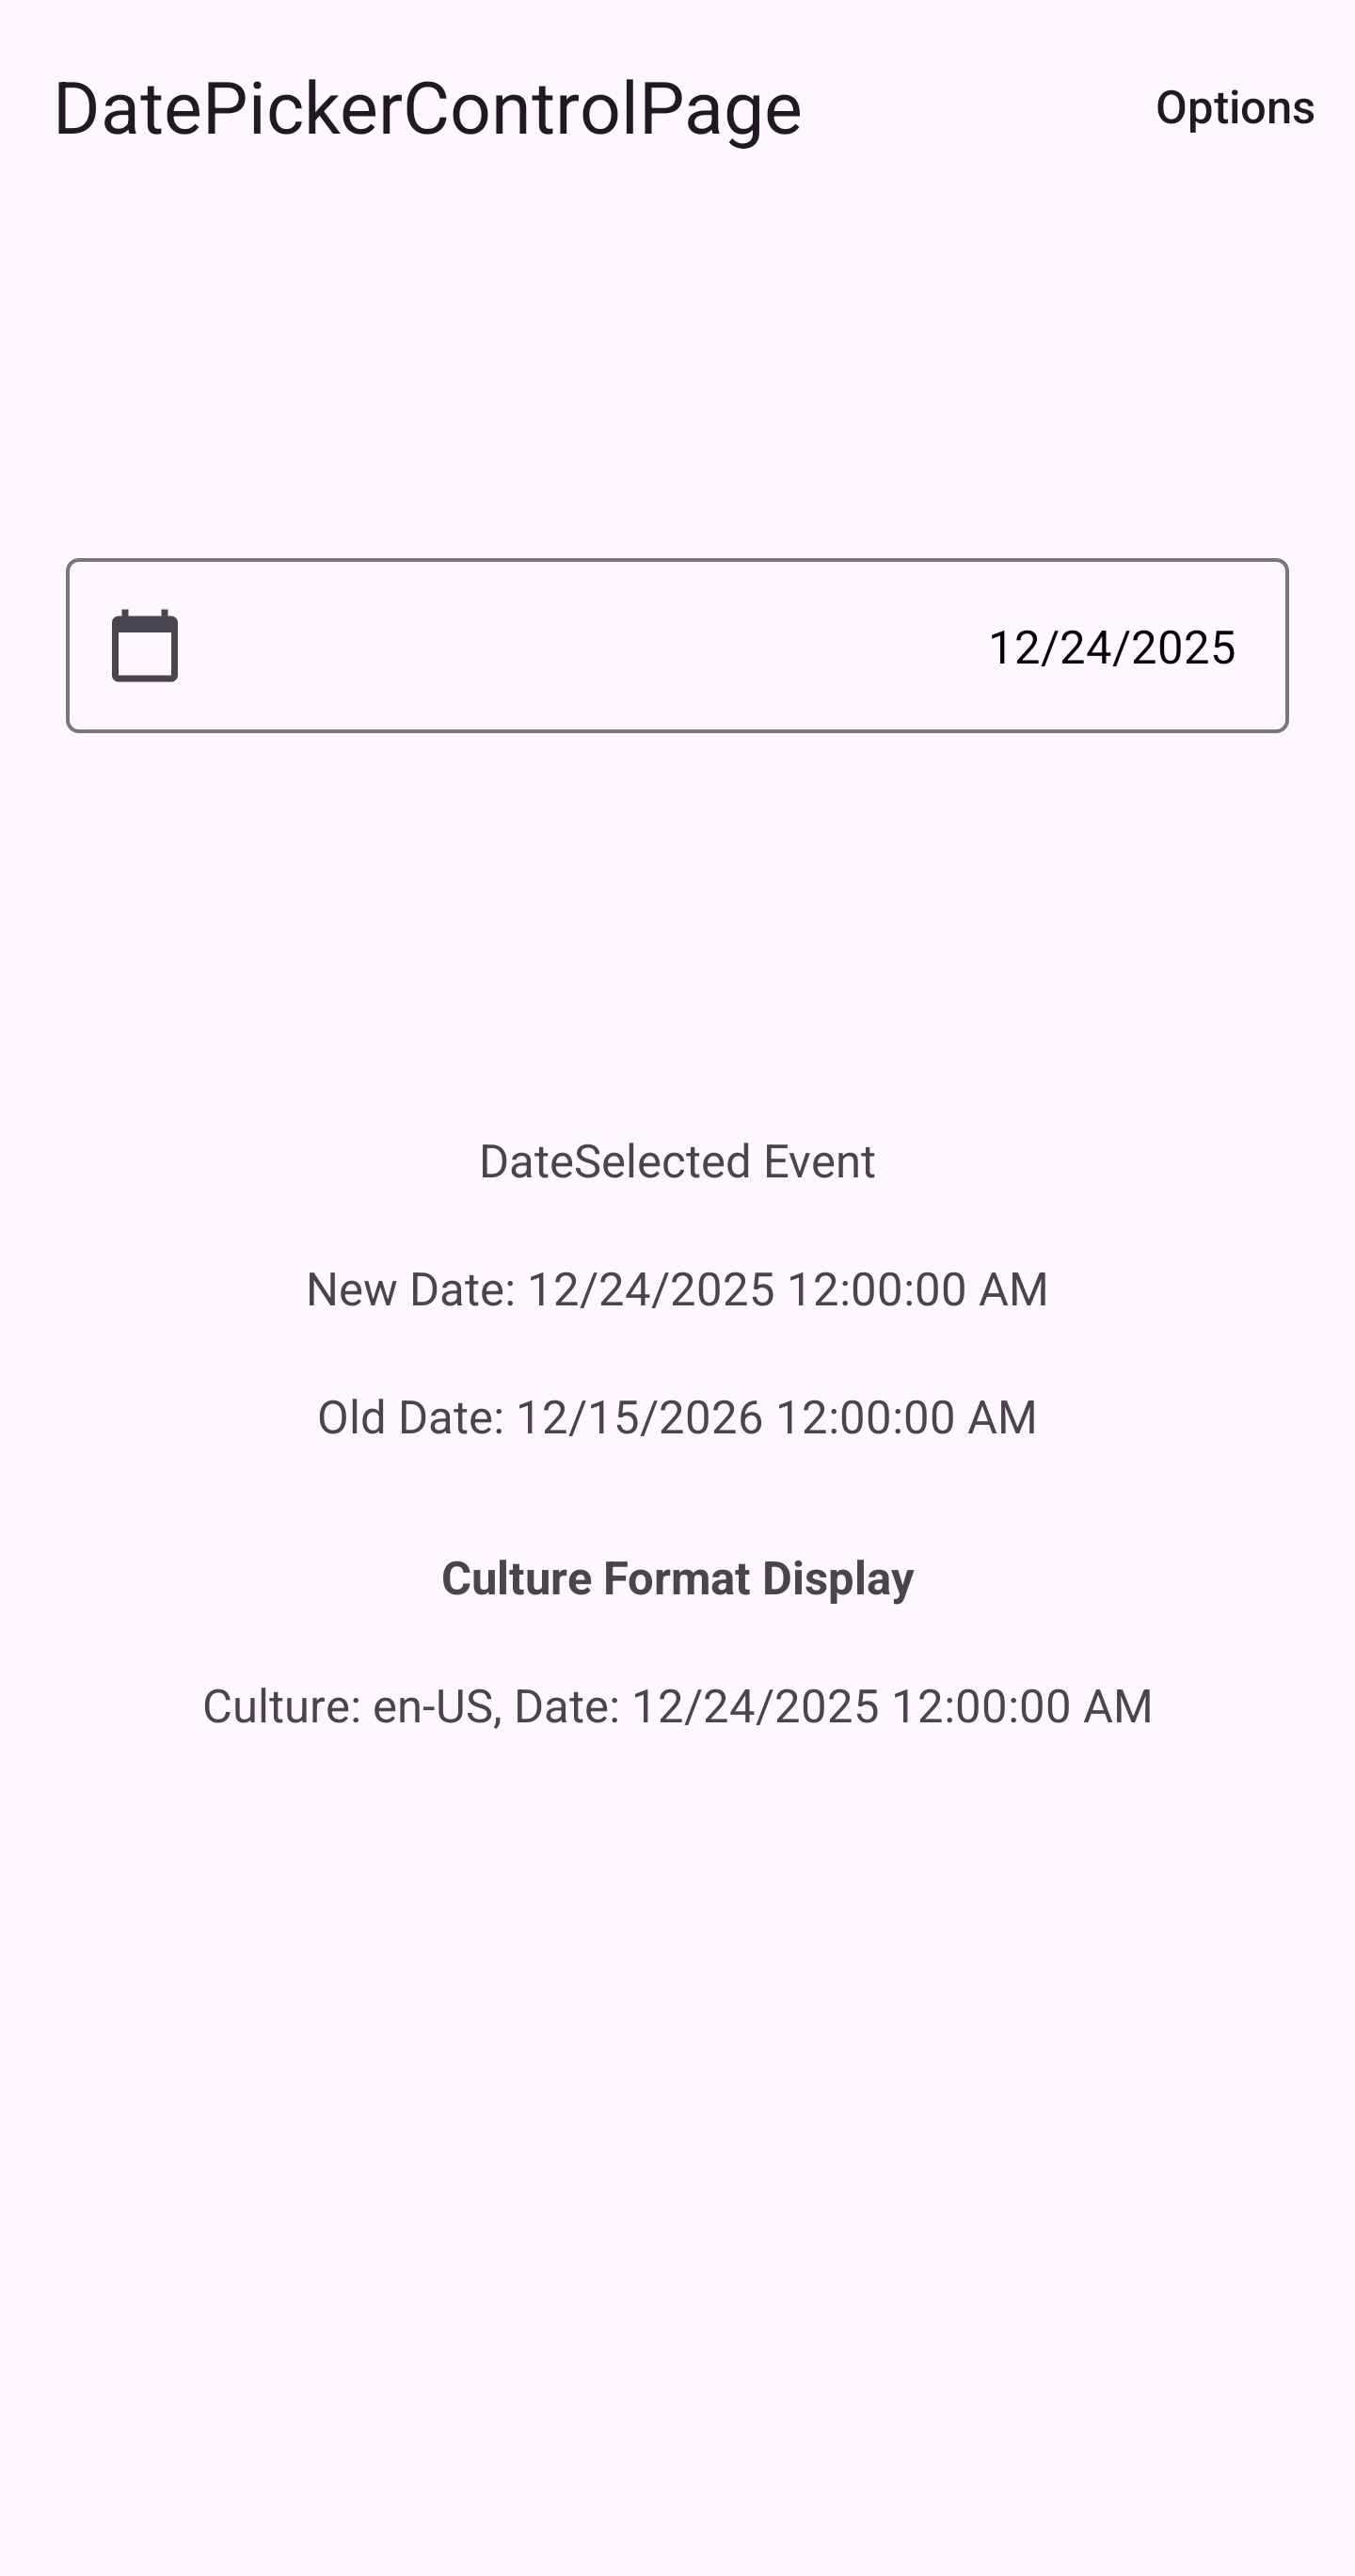 DatePickerControlPage
Options
12/24/2025
DateSelected Event
New Date: 12/24/2025 12:00:00 AM
Old Date: 12/15/2026 12:00:00 AM
Culture Format Display
Culture: en-US, Date: 12/24/2025 12:00:00 AM